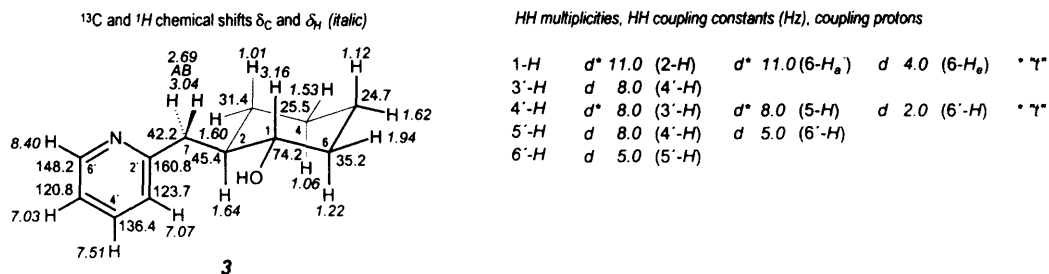 ¹³C and ¹H chemical shifts δC and δH (italic)
HH multiplicities, HH coupling constants (Hz), coupling protons
1-H d* 11.0 (2-H) d* 11.0 (6-Ha') d 4.0 (6-He) * "t"
3´-H d 8.0 (4´-H)
4´-H d* 8.0 (3´-H) d* 8.0 (5-H) d 2.0 (6´-H) * "t"
5´-H d 8.0 (4´-H) d 5.0 (6´-H)
6´-H d 5.0 (5´-H)
1.01 1.12
2.69 H 3.16 H
AB H 1.53
3.04 31.4 25.5 H 24.7
H H H H 1.62
8.40 N 42.2 1.60 1 4 H 1.94
H 7 2 6
148.2 6´ 2´ 160.8 45.4 74.2 H 35.2
120.8 4´ 123.7 HO 1.06
7.03 H H H H
136.4 7.07 1.64 1.22
7.51 H
3